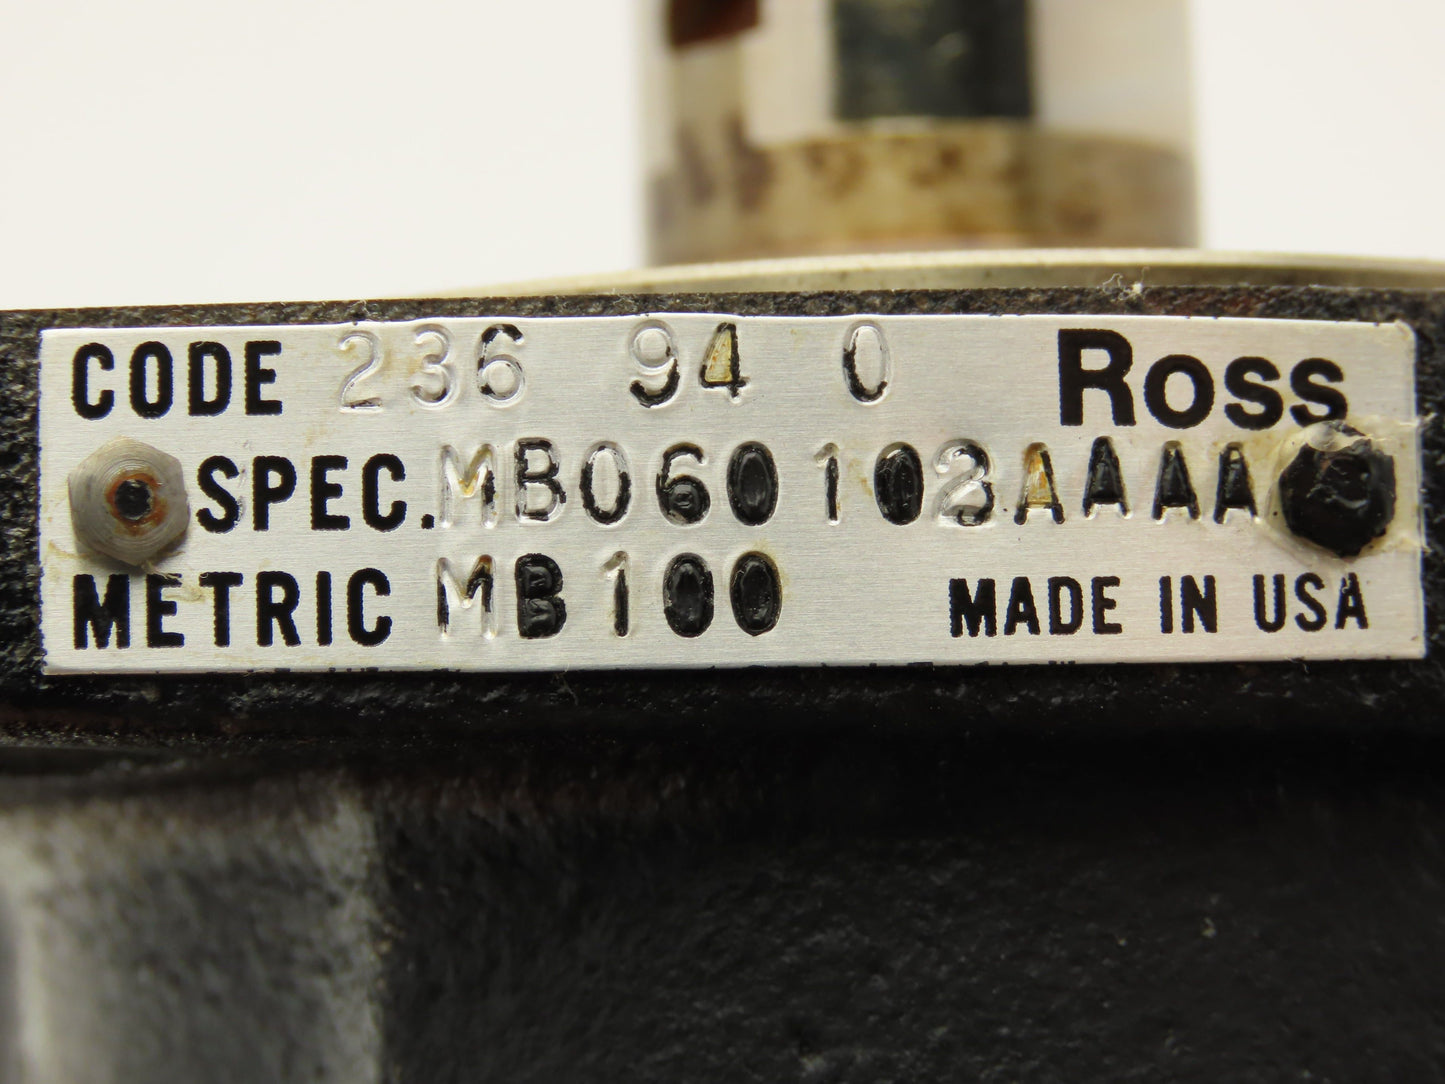 CODE 236 94 0 Ross
SPEC. MB060102AAAA
METRIC MB100 MADE IN USA